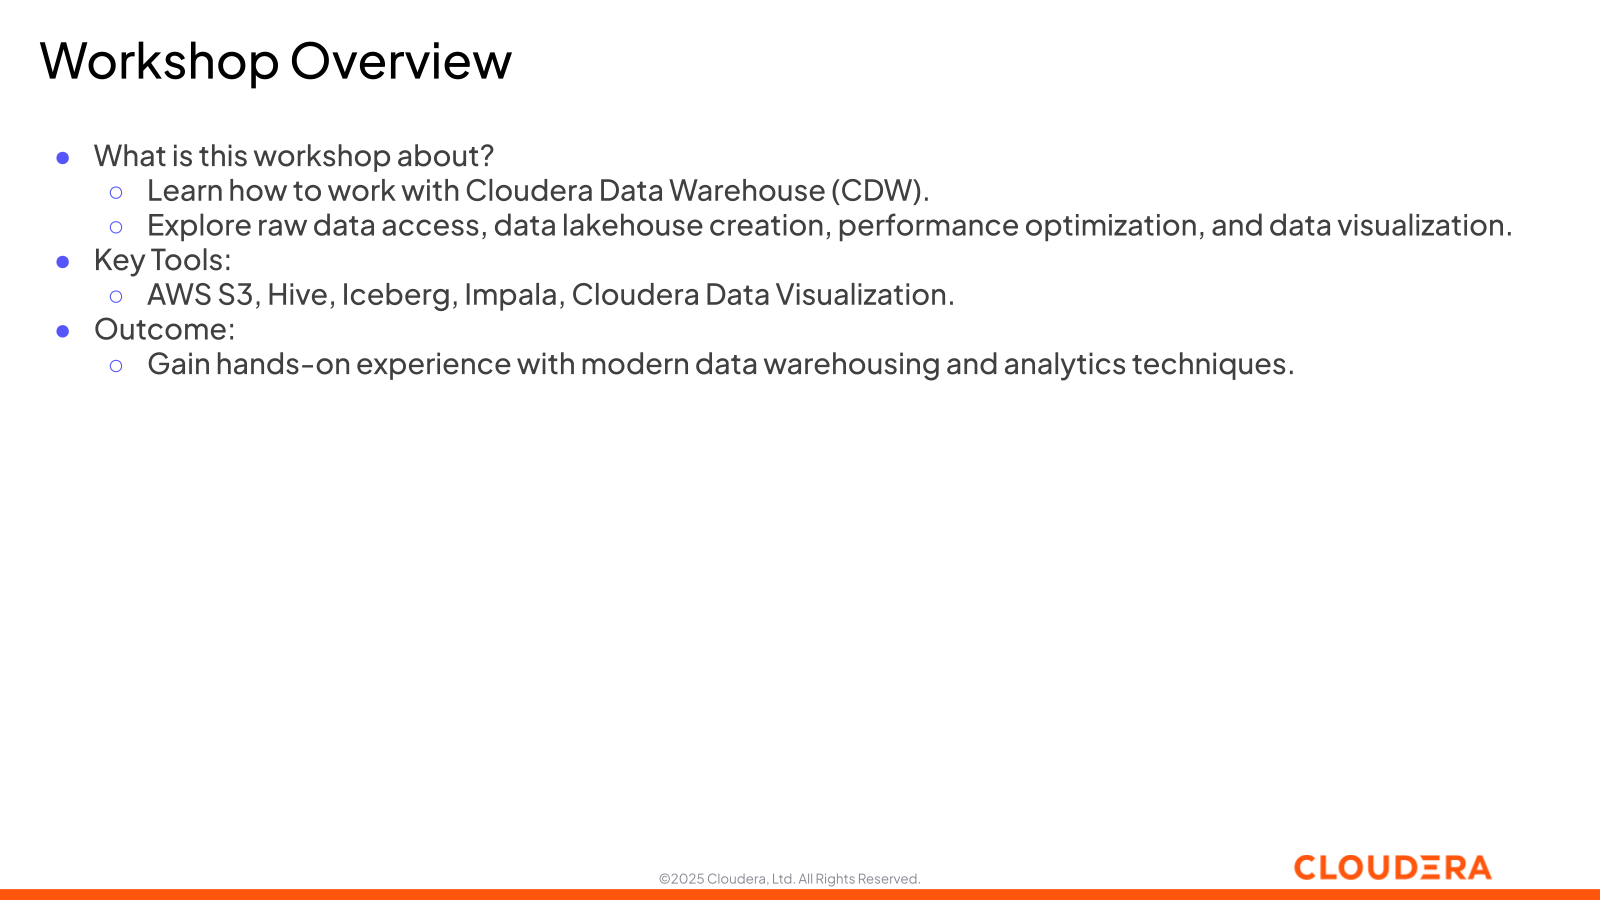 Workshop Overview
● What is this workshop about?
○ Learn how to work with Cloudera Data Warehouse (CDW).
○ Explore raw data access, data lakehouse creation, performance optimization, and data visualization.
● Key Tools:
○ AWS S3, Hive, Iceberg, Impala, Cloudera Data Visualization.
● Outcome:
○ Gain hands-on experience with modern data warehousing and analytics techniques.
©2025 Cloudera, Ltd. All Rights Reserved.
CLOUDERA